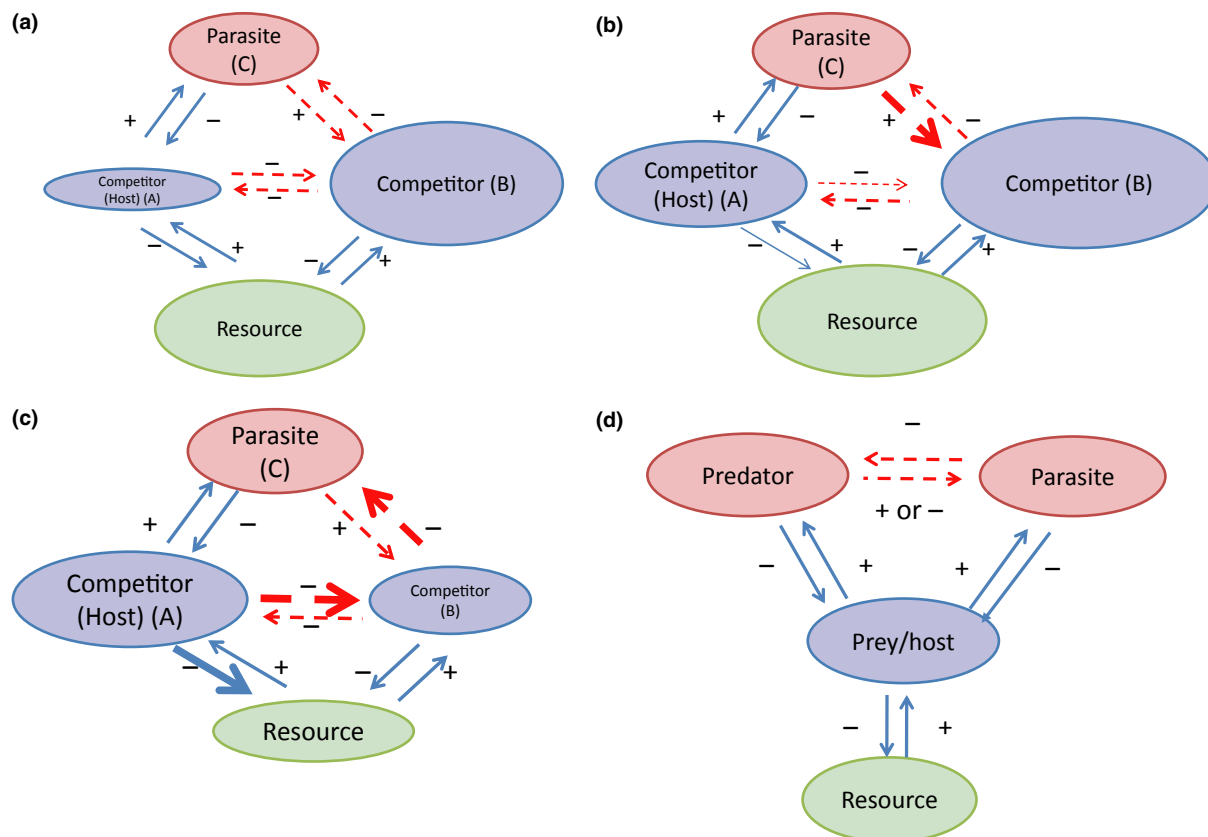 (a)
Parasite
(C)
+
–
+
–
Competitor
(Host) (A)
–
–
Competitor (B)
–
+
–
+
Resource
(b)
Parasite
(C)
+
–
+
–
Competitor
(Host) (A)
–
–
Competitor (B)
–
+
–
+
Resource
(c)
Parasite
(C)
+
–
+
–
Competitor
(Host) (A)
–
–
Competitor
(B)
–
+
–
+
Resource
(d)
–
Predator
Parasite
+ or –
–
+
+
–
Prey/host
–
+
Resource